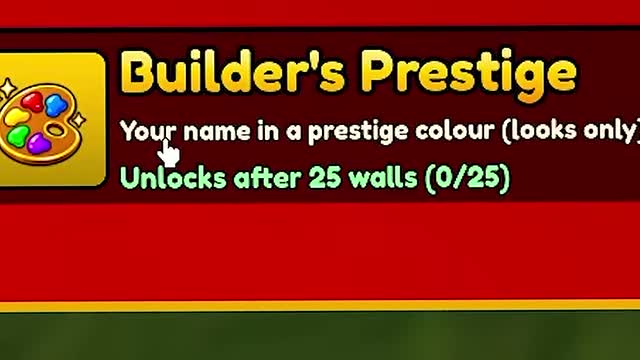 Builder's Prestige
Your name in a prestige colour (looks only)
Unlocks after 25 walls (0/25)